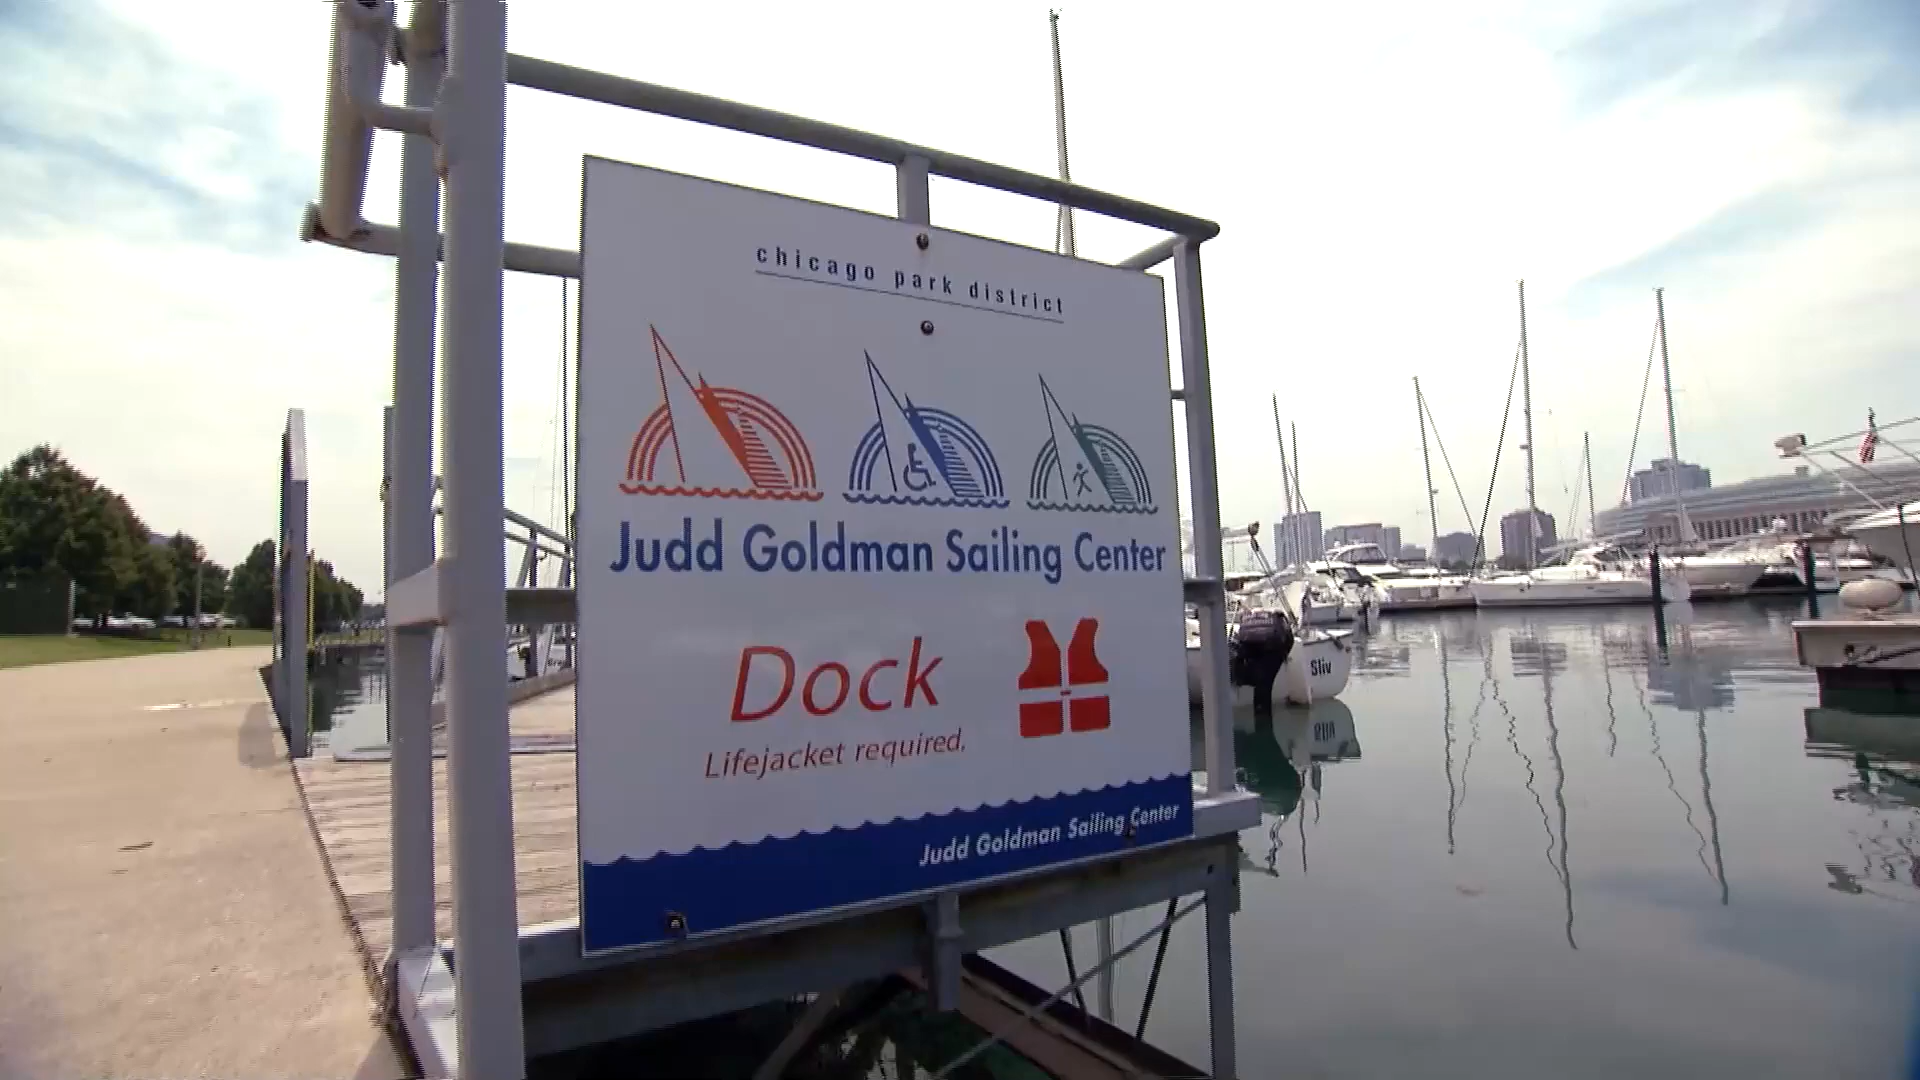 chicago park district
Judd Goldman Sailing Center
Dock
Lifejacket required.
Judd Goldman Sailing Center
Sliv